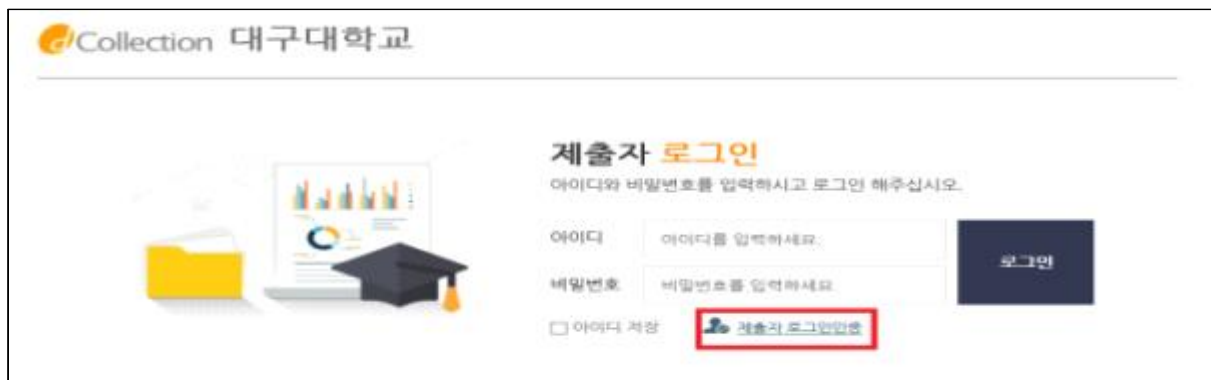 dCollection 대구대학교
제출자 로그인
아이디와 비밀번호를 입력하시고 로그인 해주십시오.
아이디 아이디를 입력하세요.
로그인
비밀번호 비밀번호를 입력하세요
아이디 저장 제출자 로그인인증